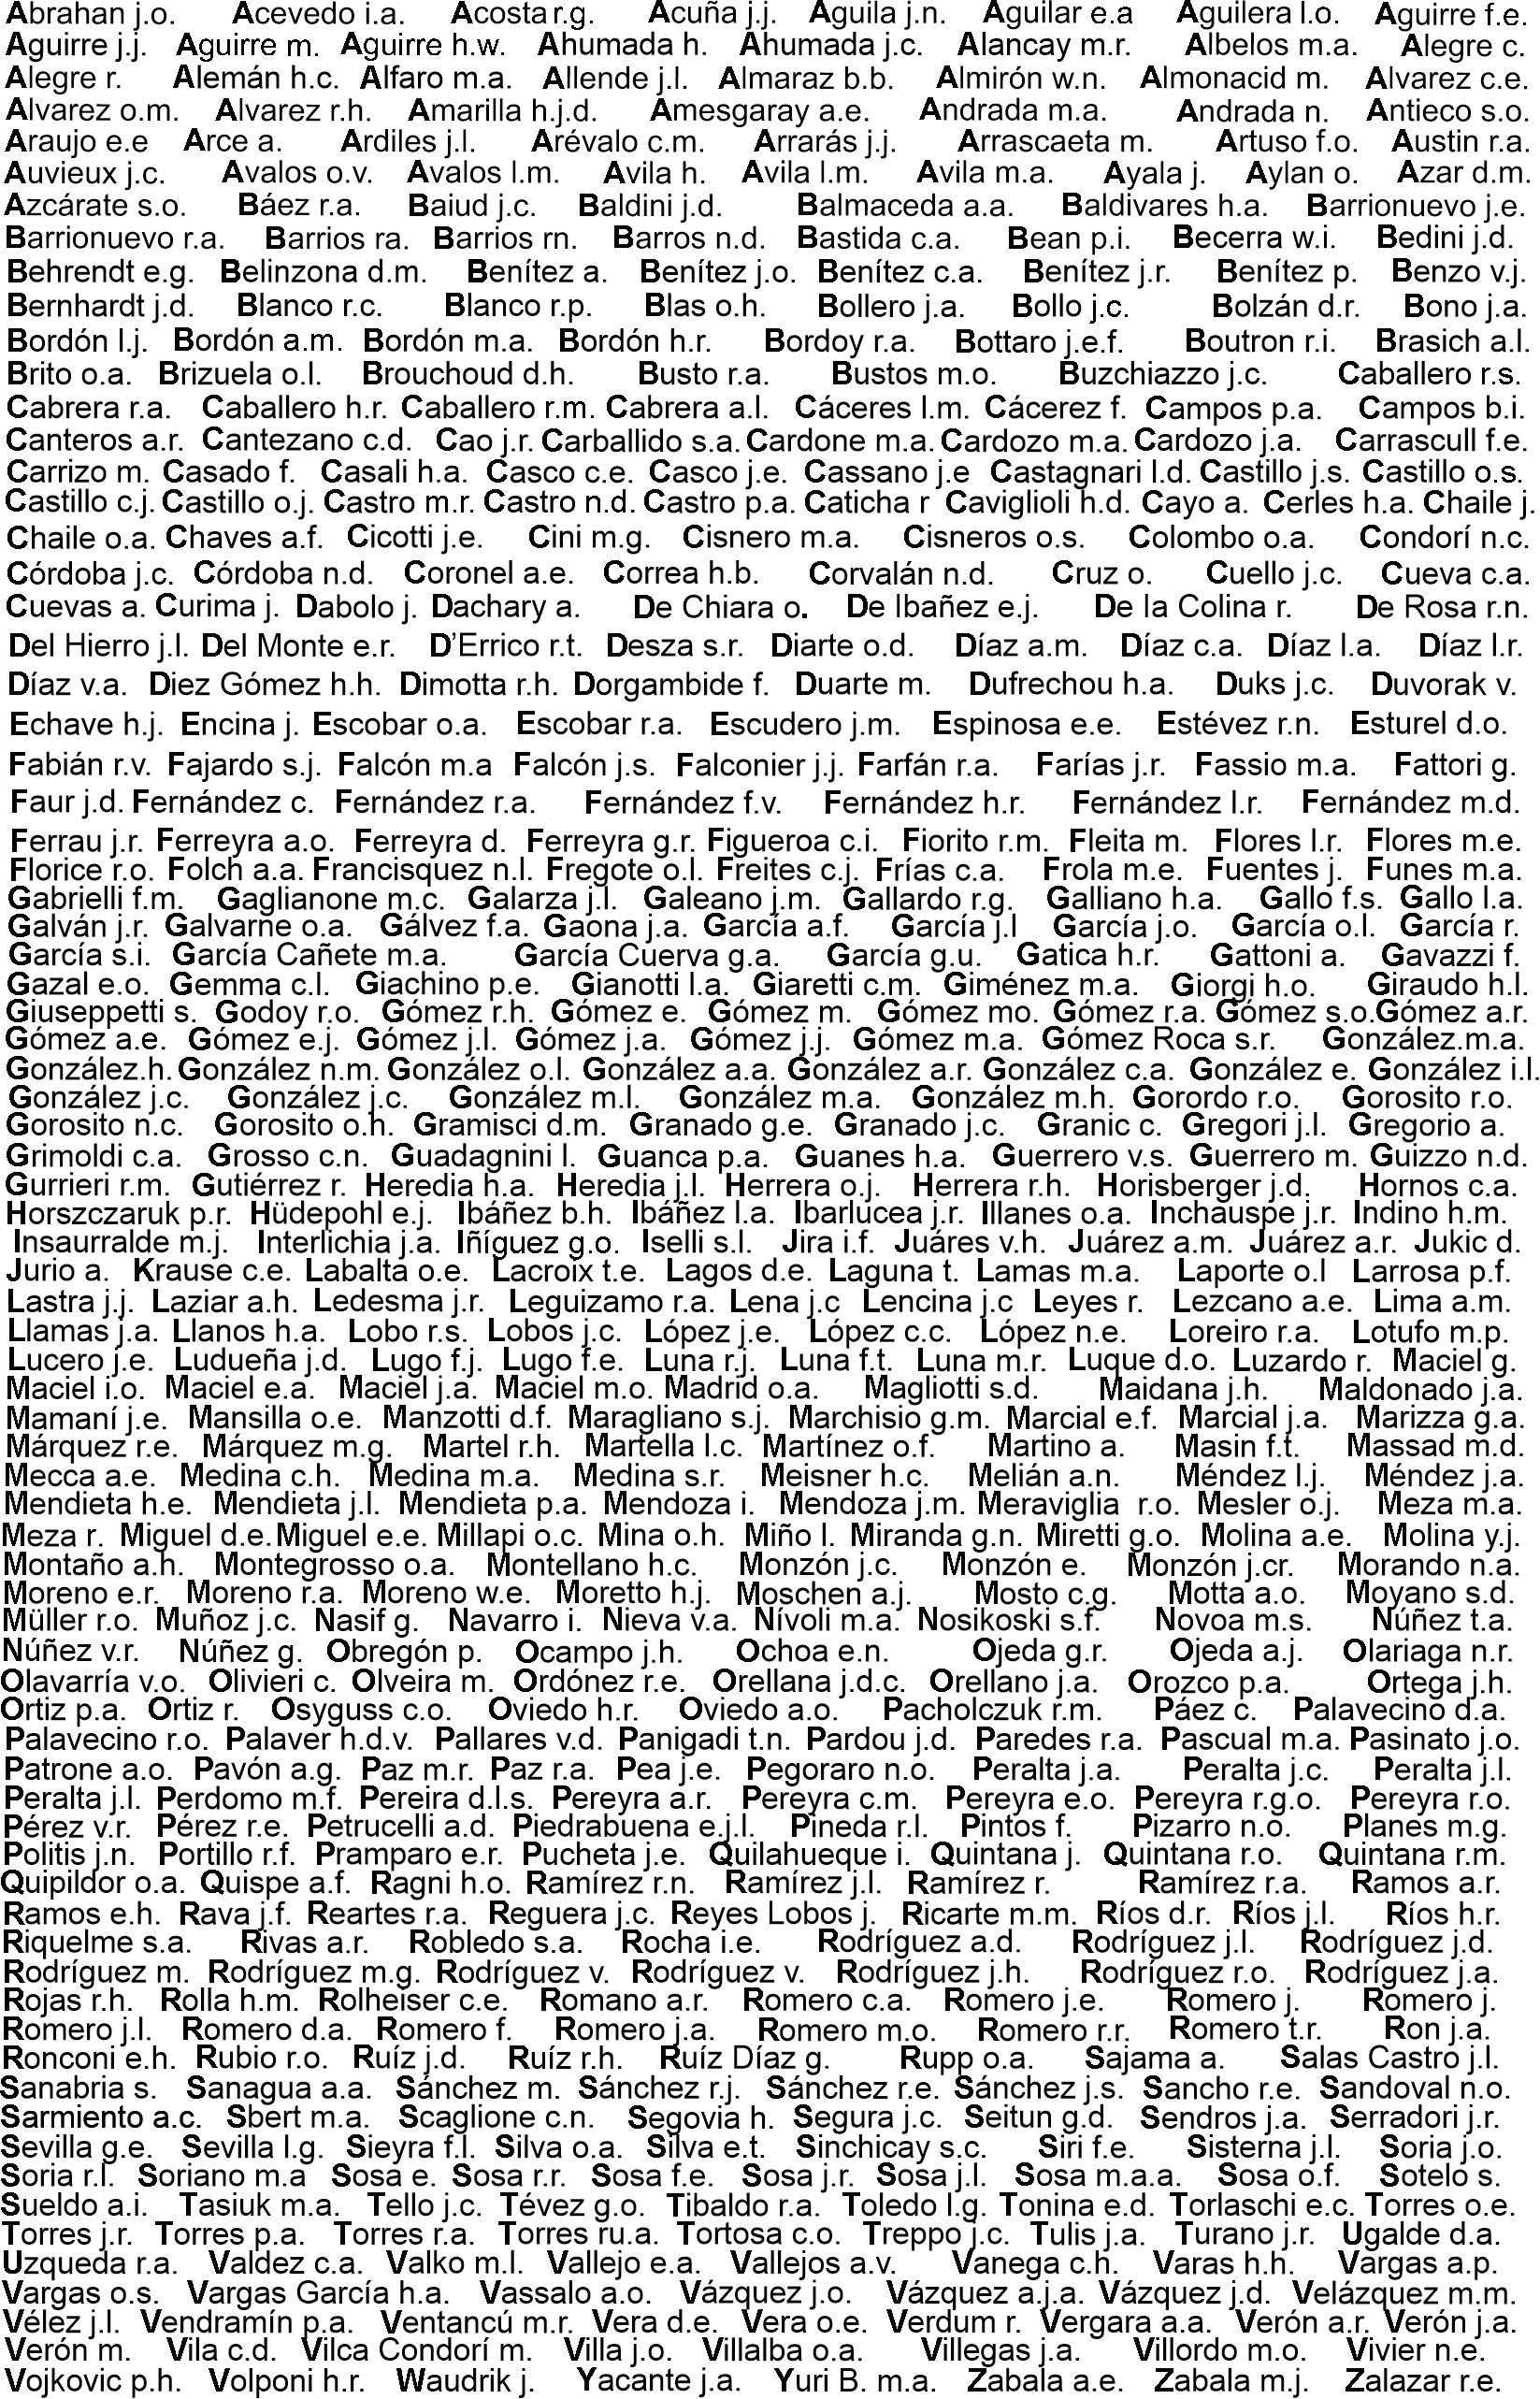 Abrahan j.o. Acevedo i.a. Acosta r.g. Acuña j.j. Aguila j.n. Aguilar e.a Aguilera l.o. Aguirre f.e.
Aguirre j.j. Aguirre m. Aguirre h.w. Ahumada h. Ahumada j.c. Alancay m.r. Albelos m.a. Alegre c.
Alegre r. Alemán h.c. Alfaro m.a. Allende j.l. Almaraz b.b. Almirón w.n. Almonacid m. Alvarez c.e.
Alvarez o.m. Alvarez r.h. Amarilla h.j.d. Amesgaray a.e. Andrada m.a. Andrada n. Antieco s.o.
Araujo e.e Arce a. Ardiles j.l. Arévalo c.m. Arrarás j.j. Arrascaeta m. Artuso f.o. Austin r.a.
Auvieux j.c. Avalos o.v. Avalos l.m. Avila h. Avila l.m. Avila m.a. Ayala j. Aylan o. Azar d.m.
Azcárate s.o. Báez r.a. Baiud j.c. Baldini j.d. Balmaceda a.a. Baldivares h.a. Barrionuevo j.e.
Barrionuevo r.a. Barrios ra. Barrios rn. Barros n.d. Bastida c.a. Bean p.i. Becerra w.i. Bedini j.d.
Behrendt e.g. Belinzona d.m. Benítez a. Benítez j.o. Benítez c.a. Benítez j.r. Benítez p. Benzo v.j.
Bernhardt j.d. Blanco r.c. Blanco r.p. Blas o.h. Bollero j.a. Bollo j.c. Bolzán d.r. Bono j.a.
Bordón l.j. Bordón a.m. Bordón m.a. Bordón h.r. Bordoy r.a. Bottaro j.e.f. Boutron r.i. Brasich a.l.
Brito o.a. Brizuela o.l. Brouchoud d.h. Busto r.a. Bustos m.o. Buzchiazzo j.c. Caballero r.s.
Cabrera r.a. Caballero h.r. Caballero r.m. Cabrera a.l. Cáceres l.m. Cácerez f. Campos p.a. Campos b.i.
Canteros a.r. Cantezano c.d. Cao j.r. Carballido s.a. Cardone m.a. Cardozo m.a. Cardozo j.a. Carrascull f.e.
Carrizo m. Casado f. Casali h.a. Casco c.e. Casco j.e. Cassano j.e Castagnari l.d. Castillo j.s. Castillo o.s.
Castillo c.j. Castillo o.j. Castro m.r. Castro n.d. Castro p.a. Caticha r Caviglioli h.d. Cayo a. Cerles h.a. Chaile j.
Chaile o.a. Chaves a.f. Cicotti j.e. Cini m.g. Cisnero m.a. Cisneros o.s. Colombo o.a. Condorí n.c.
Córdoba j.c. Córdoba n.d. Coronel a.e. Correa h.b. Corvalán n.d. Cruz o. Cuello j.c. Cueva c.a.
Cuevas a. Curima j. Dabolo j. Dachary a. De Chiara o. De Ibañez e.j. De la Colina r. De Rosa r.n.
Del Hierro j.l. Del Monte e.r. D’Errico r.t. Desza s.r. Diarte o.d. Díaz a.m. Díaz c.a. Díaz l.a. Díaz l.r.
Díaz v.a. Diez Gómez h.h. Dimotta r.h. Dorgambide f. Duarte m. Dufrechou h.a. Duks j.c. Duvorak v.
Echave h.j. Encina j. Escobar o.a. Escobar r.a. Escudero j.m. Espinosa e.e. Estévez r.n. Esturel d.o.
Fabián r.v. Fajardo s.j. Falcón m.a Falcón j.s. Falconier j.j. Farfán r.a. Farías j.r. Fassio m.a. Fattori g.
Faur j.d. Fernández c. Fernández r.a. Fernández f.v. Fernández h.r. Fernández l.r. Fernández m.d.
Ferrau j.r. Ferreyra a.o. Ferreyra d. Ferreyra g.r. Figueroa c.i. Fiorito r.m. Fleita m. Flores l.r. Flores m.e.
Florice r.o. Folch a.a. Francisquez n.l. Fregote o.l. Freites c.j. Frías c.a. Frola m.e. Fuentes j. Funes m.a.
Gabrielli f.m. Gaglianone m.c. Galarza j.l. Galeano j.m. Gallardo r.g. Galliano h.a. Gallo f.s. Gallo l.a.
Galván j.r. Galvarne o.a. Gálvez f.a. Gaona j.a. García a.f. García j.l García j.o. García o.l. García r.
García s.i. García Cañete m.a. García Cuerva g.a. García g.u. Gatica h.r. Gattoni a. Gavazzi f.
Gazal e.o. Gemma c.l. Giachino p.e. Gianotti l.a. Giaretti c.m. Giménez m.a. Giorgi h.o. Giraudo h.l.
Giuseppetti s. Godoy r.o. Gómez r.h. Gómez e. Gómez m. Gómez mo. Gómez r.a. Gómez s.o. Gómez a.r.
Gómez a.e. Gómez e.j. Gómez j.l. Gómez j.a. Gómez j.j. Gómez m.a. Gómez Roca s.r. González.m.a.
González.h. González n.m. González o.l. González a.a. González a.r. González c.a. González e. González i.l.
González j.c. González j.c. González m.l. González m.a. González m.h. Gorordo r.o. Gorosito r.o.
Gorosito n.c. Gorosito o.h. Gramisci d.m. Granado g.e. Granado j.c. Granic c. Gregori j.l. Gregorio a.
Grimoldi c.a. Grosso c.n. Guadagnini l. Guanca p.a. Guanes h.a. Guerrero v.s. Guerrero m. Guizzo n.d.
Gurrieri r.m. Gutiérrez r. Heredia h.a. Heredia j.l. Herrera o.j. Herrera r.h. Horisberger j.d. Hornos c.a.
Horszczaruk p.r. Hüdepohl e.j. Ibáñez b.h. Ibáñez l.a. Ibarlucea j.r. Illanes o.a. Inchauspe j.r. Indino h.m.
Insaurralde m.j. Interlichia j.a. Iñíguez g.o. Iselli s.l. Jira i.f. Juáres v.h. Juárez a.m. Juárez a.r. Jukic d.
Jurio a. Krause c.e. Labalta o.e. Lacroix t.e. Lagos d.e. Laguna t. Lamas m.a. Laporte o.l Larrosa p.f.
Lastra j.j. Laziar a.h. Ledesma j.r. Leguizamo r.a. Lena j.c Lencina j.c Leyes r. Lezcano a.e. Lima a.m.
Llamas j.a. Llanos h.a. Lobo r.s. Lobos j.c. López j.e. López c.c. López n.e. Loreiro r.a. Lotufo m.p.
Lucero j.e. Ludueña j.d. Lugo f.j. Lugo f.e. Luna r.j. Luna f.t. Luna m.r. Luque d.o. Luzardo r. Maciel g.
Maciel i.o. Maciel e.a. Maciel j.a. Maciel m.o. Madrid o.a. Magliotti s.d. Maidana j.h. Maldonado j.a.
Mamaní j.e. Mansilla o.e. Manzotti d.f. Maragliano s.j. Marchisio g.m. Marcial e.f. Marcial j.a. Marizza g.a.
Márquez r.e. Márquez m.g. Martel r.h. Martella l.c. Martínez o.f. Martino a. Masin f.t. Massad m.d.
Mecca a.e. Medina c.h. Medina m.a. Medina s.r. Meisner h.c. Melián a.n. Méndez l.j. Méndez j.a.
Mendieta h.e. Mendieta j.l. Mendieta p.a. Mendoza i. Mendoza j.m. Meraviglia r.o. Mesler o.j. Meza m.a.
Meza r. Miguel d.e. Miguel e.e. Millapi o.c. Mina o.h. Miño l. Miranda g.n. Miretti g.o. Molina a.e. Molina y.j.
Montaño a.h. Montegrosso o.a. Montellano h.c. Monzón j.c. Monzón e. Monzón j.cr. Morando n.a.
Moreno e.r. Moreno r.a. Moreno w.e. Moretto h.j. Moschen a.j. Mosto c.g. Motta a.o. Moyano s.d.
Müller r.o. Muñoz j.c. Nasif g. Navarro i. Nieva v.a. Nívoli m.a. Nosikoski s.f. Novoa m.s. Núñez t.a.
Núñez v.r. Núñez g. Obregón p. Ocampo j.h. Ochoa e.n. Ojeda g.r. Ojeda a.j. Olariaga n.r.
Olavarría v.o. Olivieri c. Olveira m. Ordónez r.e. Orellana j.d.c. Orellano j.a. Orozco p.a. Ortega j.h.
Ortiz p.a. Ortiz r. Osyguss c.o. Oviedo h.r. Oviedo a.o. Pacholczuk r.m. Páez c. Palavecino d.a.
Palavecino r.o. Palaver h.d.v. Pallares v.d. Panigadi t.n. Pardou j.d. Paredes r.a. Pascual m.a. Pasinato j.o.
Patrone a.o. Pavón a.g. Paz m.r. Paz r.a. Pea j.e. Pegoraro n.o. Peralta j.a. Peralta j.c. Peralta j.l.
Peralta j.l. Perdomo m.f. Pereira d.l.s. Pereyra a.r. Pereyra c.m. Pereyra e.o. Pereyra r.g.o. Pereyra r.o.
Pérez v.r. Pérez r.e. Petrucelli a.d. Piedrabuena e.j.l. Pineda r.l. Pintos f. Pizarro n.o. Planes m.g.
Politis j.n. Portillo r.f. Pramparo e.r. Pucheta j.e. Quilahueque i. Quintana j. Quintana r.o. Quintana r.m.
Quipildor o.a. Quispe a.f. Ragni h.o. Ramírez r.n. Ramírez j.l. Ramírez r. Ramírez r.a. Ramos a.r.
Ramos e.h. Rava j.f. Reartes r.a. Reguera j.c. Reyes Lobos j. Ricarte m.m. Ríos d.r. Ríos j.l. Ríos h.r.
Riquelme s.a. Rivas a.r. Robledo s.a. Rocha i.e. Rodríguez a.d. Rodríguez j.l. Rodríguez j.d.
Rodríguez m. Rodríguez m.g. Rodríguez v. Rodríguez v. Rodríguez j.h. Rodríguez r.o. Rodríguez j.a.
Rojas r.h. Rolla h.m. Rolheiser c.e. Romano a.r. Romero c.a. Romero j.e. Romero j. Romero j.
Romero j.l. Romero d.a. Romero f. Romero j.a. Romero m.o. Romero r.r. Romero t.r. Ron j.a.
Ronconi e.h. Rubio r.o. Ruíz j.d. Ruíz r.h. Ruíz Díaz g. Rupp o.a. Sajama a. Salas Castro j.l.
Sanabria s. Sanagua a.a. Sánchez m. Sánchez r.j. Sánchez r.e. Sánchez j.s. Sancho r.e. Sandoval n.o.
Sarmiento a.c. Sbert m.a. Scaglione c.n. Segovia h. Segura j.c. Seitun g.d. Sendros j.a. Serradori j.r.
Sevilla g.e. Sevilla l.g. Sieyra f.l. Silva o.a. Silva e.t. Sinchicay s.c. Siri f.e. Sisterna j.l. Soria j.o.
Soria r.l. Soriano m.a Sosa e. Sosa r.r. Sosa f.e. Sosa j.r. Sosa j.l. Sosa m.a.a. Sosa o.f. Sotelo s.
Sueldo a.i. Tasiuk m.a. Tello j.c. Tévez g.o. Tibaldo r.a. Toledo l.g. Tonina e.d. Torlaschi e.c. Torres o.e.
Torres j.r. Torres p.a. Torres r.a. Torres ru.a. Tortosa c.o. Treppo j.c. Tulis j.a. Turano j.r. Ugalde d.a.
Uzqueda r.a. Valdez c.a. Valko m.l. Vallejo e.a. Vallejos a.v. Vanega c.h. Varas h.h. Vargas a.p.
Vargas o.s. Vargas García h.a. Vassalo a.o. Vázquez j.o. Vázquez a.j.a. Vázquez j.d. Velázquez m.m.
Vélez j.l. Vendramín p.a. Ventancú m.r. Vera d.e. Vera o.e. Verdum r. Vergara a.a. Verón a.r. Verón j.a.
Verón m. Vila c.d. Vilca Condorí m. Villa j.o. Villalba o.a. Villegas j.a. Villordo m.o. Vivier n.e.
Vojkovic p.h. Volponi h.r. Waudrik j. Yacante j.a. Yuri B. m.a. Zabala a.e. Zabala m.j. Zalazar r.e.